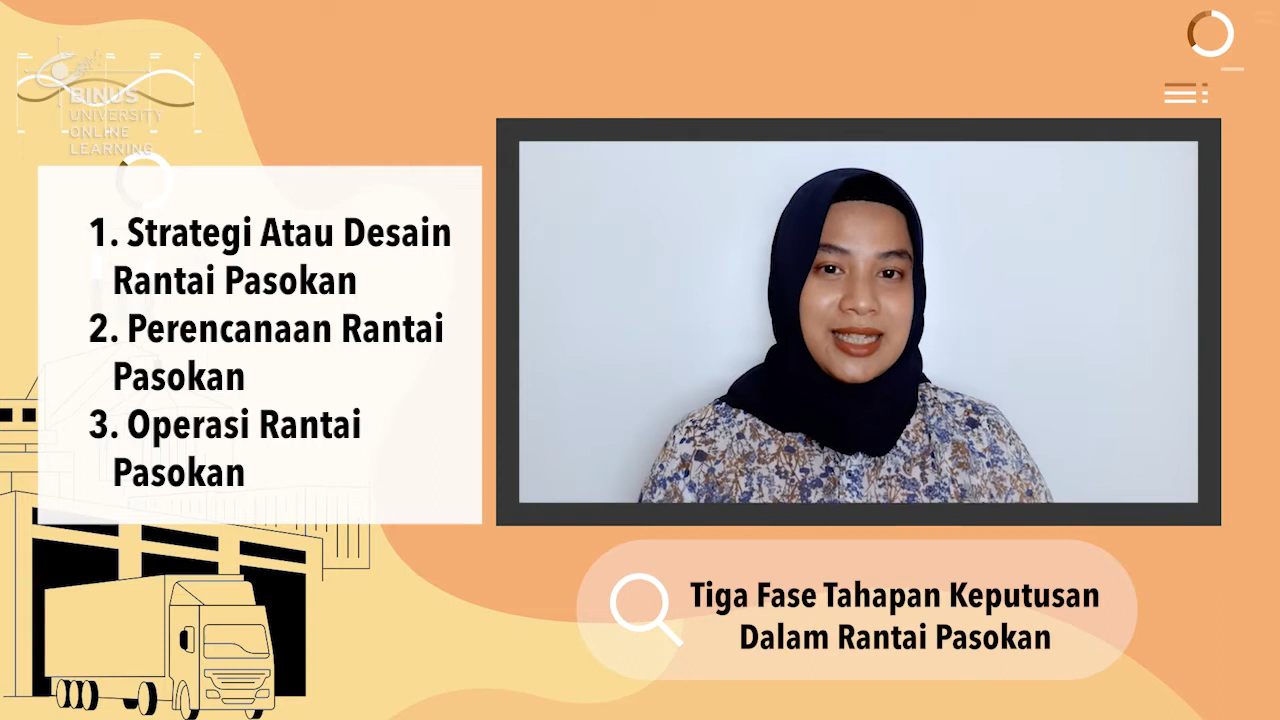 BINUS
UNIVERSITY
ONLINE
LEARNING
1. Strategi Atau Desain
Rantai Pasokan
2. Perencanaan Rantai
Pasokan
3. Operasi Rantai
Pasokan
Tiga Fase Tahapan Keputusan
Dalam Rantai Pasokan